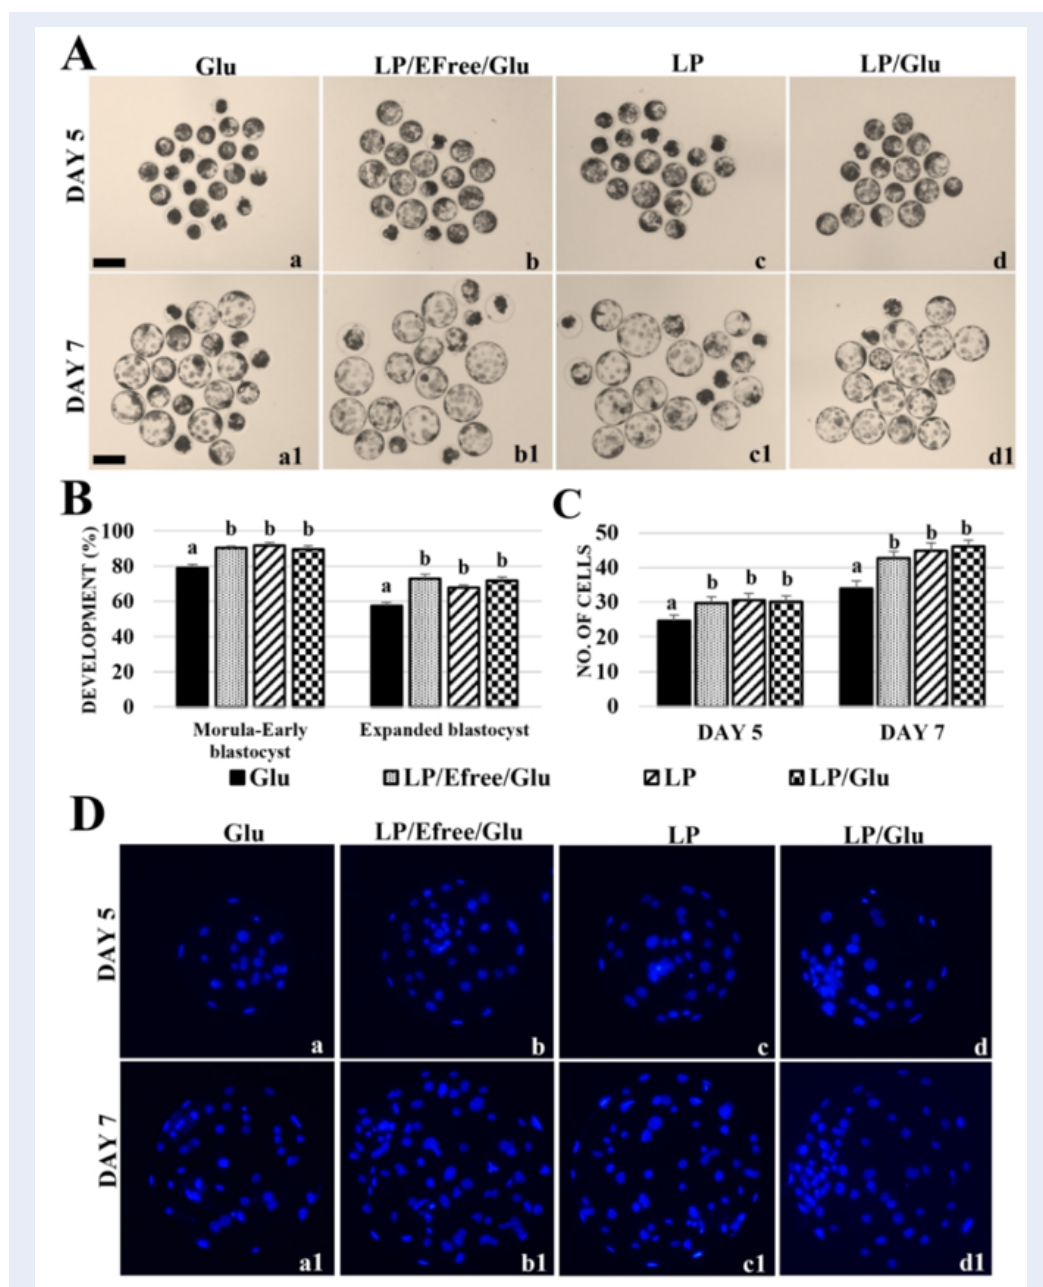 A
Glu LP/EFree/Glu LP LP/Glu
DAY 5
a b c d
DAY 7
a1 b1 c1 d1
B
DEVELOPMENT (%)
100
80
60
40
20
0
a b b b
a b b b
Morula-Early
blastocyst
Expanded blastocyst
C
NO. OF CELLS
50
40
30
20
10
0
a b b b
a b b b
DAY 5 DAY 7
Glu LP/Efree/Glu LP LP/Glu
D
Glu LP/Efree/Glu LP LP/Glu
DAY 5
a b c d
DAY 7
a1 b1 c1 d1